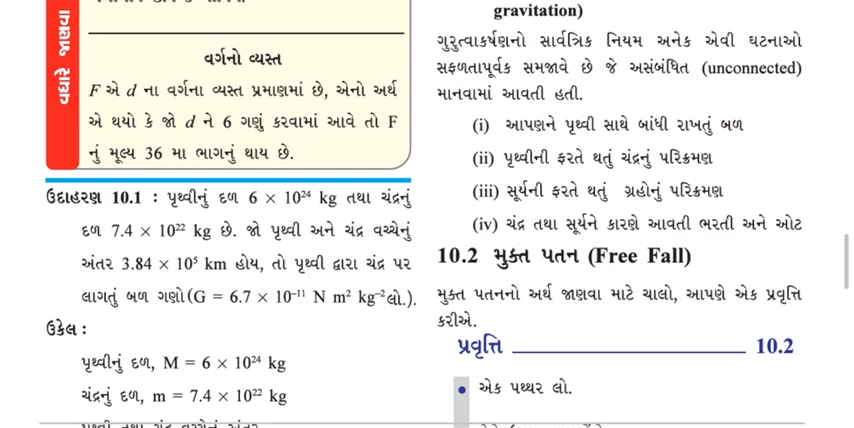 વધારે જાણવા
વર્ગનો વ્યસ્ત
F એ d ના વર્ગના વ્યસ્ત પ્રમાણમાં છે, એનો અર્થ
એ થયો કે જો d ને 6 ગણું કરવામાં આવે તો F
નું મૂલ્ય 36 મા ભાગનું થાય છે.
ઉદાહરણ 10.1 : પૃથ્વીનું દળ 6 × 10²⁴ kg તથા ચંદ્રનું
દળ 7.4 × 10²² kg છે. જો પૃથ્વી અને ચંદ્ર વચ્ચેનું
અંતર 3.84 × 10⁵ km હોય, તો પૃથ્વી દ્વારા ચંદ્ર પર
લાગતું બળ ગણો (G = 6.7 × 10⁻¹¹ N m² kg⁻² લો.).
ઉકેલ :
પૃથ્વીનું દળ, M = 6 × 10²⁴ kg
ચંદ્રનું દળ, m = 7.4 × 10²² kg
gravitation)
ગુરુત્વાકર્ષણનો સાર્વત્રિક નિયમ અનેક એવી ઘટનાઓ
સફળતાપૂર્વક સમજાવે છે જે અસંબંધિત (unconnected)
માનવામાં આવતી હતી.
(i) આપણને પૃથ્વી સાથે બાંધી રાખતું બળ
(ii) પૃથ્વીની ફરતે થતું ચંદ્રનું પરિક્રમણ
(iii) સૂર્યની ફરતે થતું ગ્રહોનું પરિક્રમણ
(iv) ચંદ્ર તથા સૂર્યને કારણે આવતી ભરતી અને ઓટ
10.2 મુક્ત પતન (Free Fall)
મુક્ત પતનનો અર્થ જાણવા માટે ચાલો, આપણે એક પ્રવૃત્તિ
કરીએ.
પ્રવૃત્તિ 10.2
• એક પથ્થર લો.